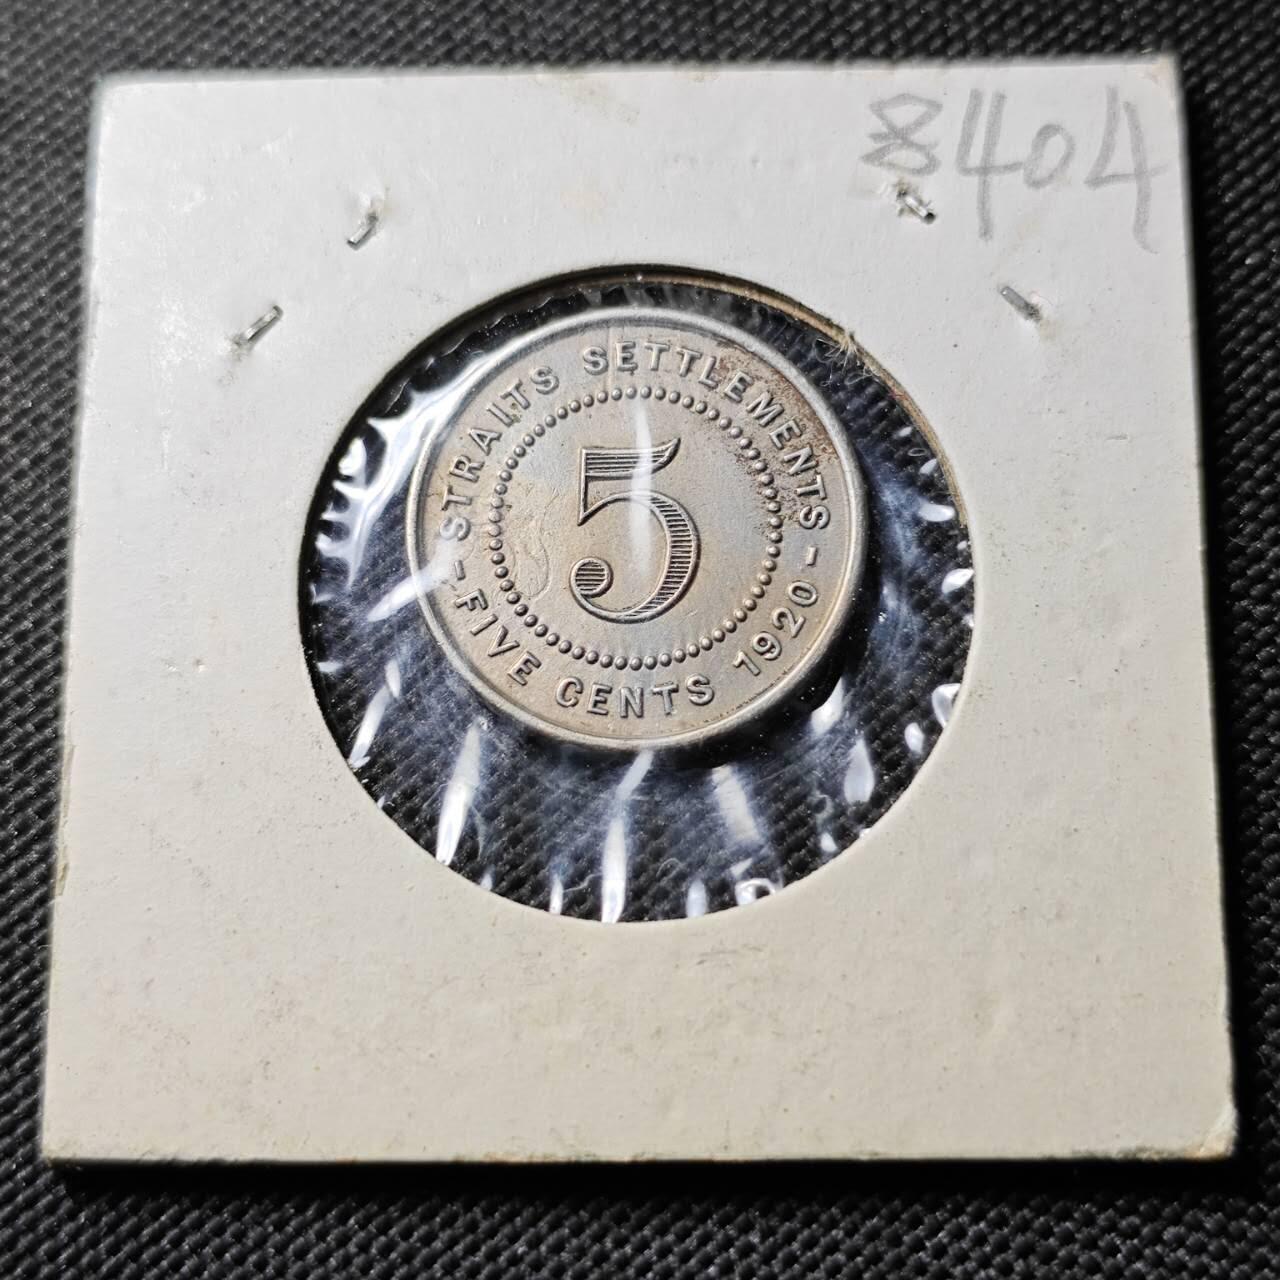 8404
STRAITS SETTLEMENTS
5
- FIVE CENTS 1920 -